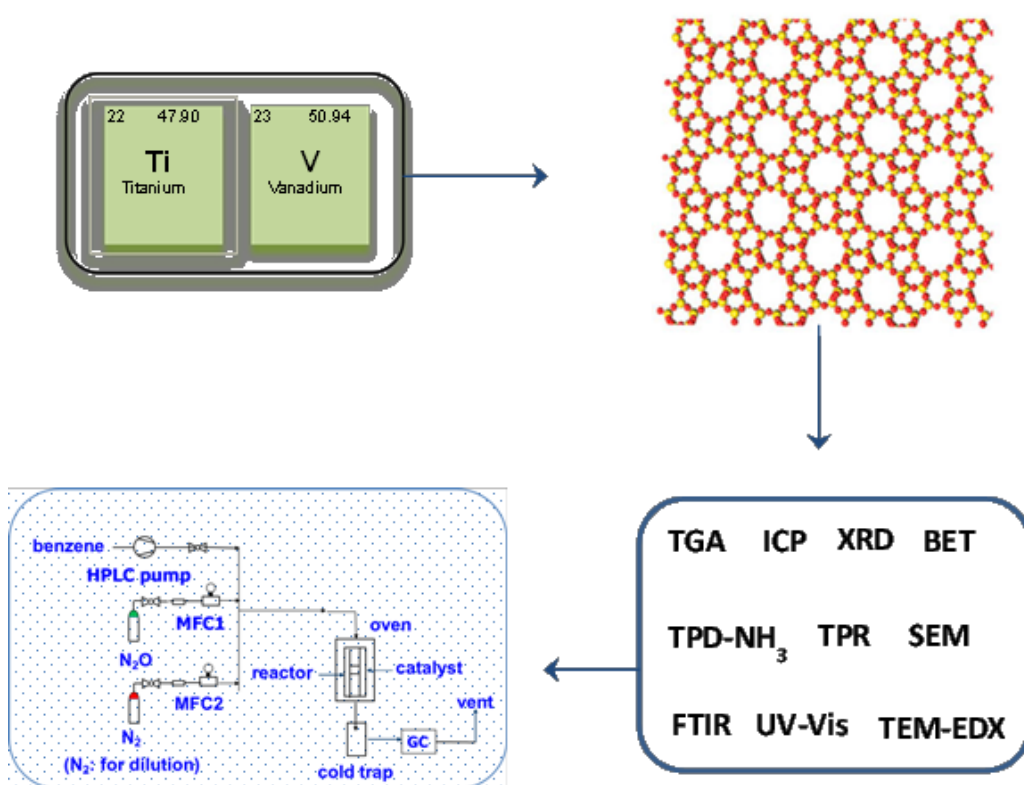 22 47.90
Ti
Titanium
23 50.94
V
Vanadium
TGA ICP XRD BET
TPD-NH₃ TPR SEM
FTIR UV-Vis TEM-EDX
benzene
HPLC pump
MFC1
N₂O
MFC2
N₂
(N₂: for dilution)
oven
reactor
catalyst
vent
GC
cold trap